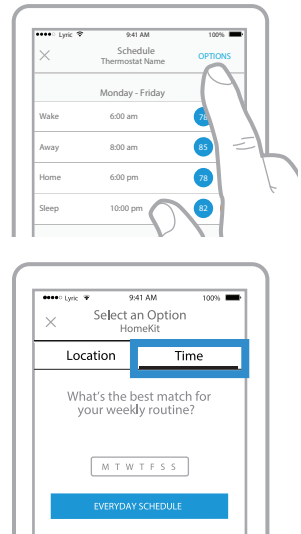 Lyric 9:41 AM 100%
Schedule
Thermostat Name
OPTIONS
Monday - Friday
Wake 6:00 am 78
Away 8:00 am 85
Home 6:00 pm 78
Sleep 10:00 pm 82
Lyric 9:41 AM 100%
Select an Option
HomeKit
Location Time
What's the best match for
your weekly routine?
M T W T F S S
EVERYDAY SCHEDULE